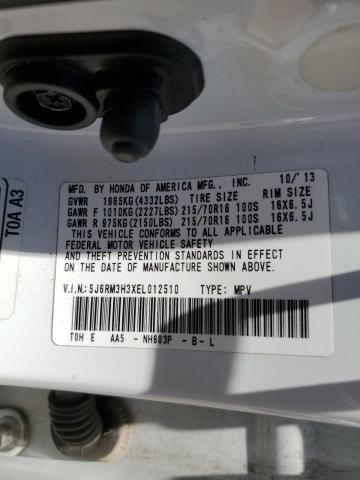 MFD. BY HONDA OF AMERICA MFG., INC. 10/13
GVWR 1965KG(4332LBS) TIRE SIZE RIM SIZE
GAWR F 1010KG(2227LBS) 215/70R16 100S 16X6.5J
GAWR R 975KG(2150LBS) 215/70R16 100S 16X6.5J
THIS VEHICLE CONFORMS TO ALL APPLICABLE
FEDERAL MOTOR VEHICLE SAFETY
AND THEFT PREVENTION STANDARDS IN EFFECT
ON THE DATE OF MANUFACTURE SHOWN ABOVE.
V.I.N:5J6RM3H3XEL012510 TYPE: MPV
T0H E AA5 - NH603P - B - L
T0A A3